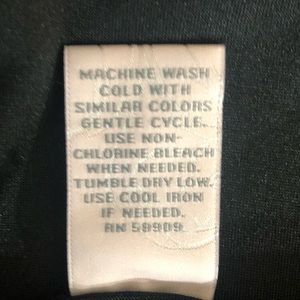 MACHINE WASH
COLD WITH
SIMILAR COLORS
GENTLE CYCLE.
USE NON-
CHLORINE BLEACH
WHEN NEEDED.
TUMBLE DRY LOW.
USE COOL IRON
IF NEEDED.
RN 58909